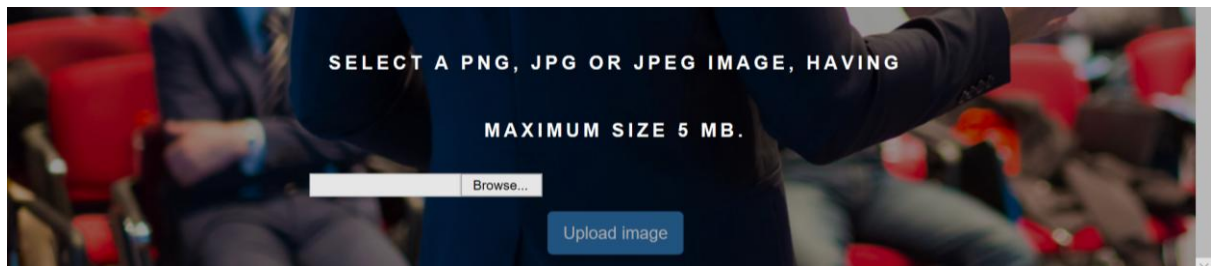 SELECT A PNG, JPG OR JPEG IMAGE, HAVING
MAXIMUM SIZE 5 MB.
Browse...
Upload image